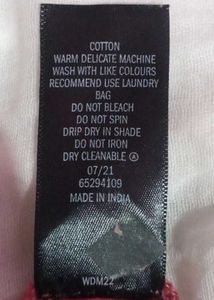 COTTON
WARM DELICATE MACHINE
WASH WITH LIKE COLOURS
RECOMMEND USE LAUNDRY
BAG
DO NOT BLEACH
DO NOT SPIN
DRIP DRY IN SHADE
DO NOT IRON
DRY CLEANABLE Ⓐ
07/21
65294109
MADE IN INDIA
WDM22